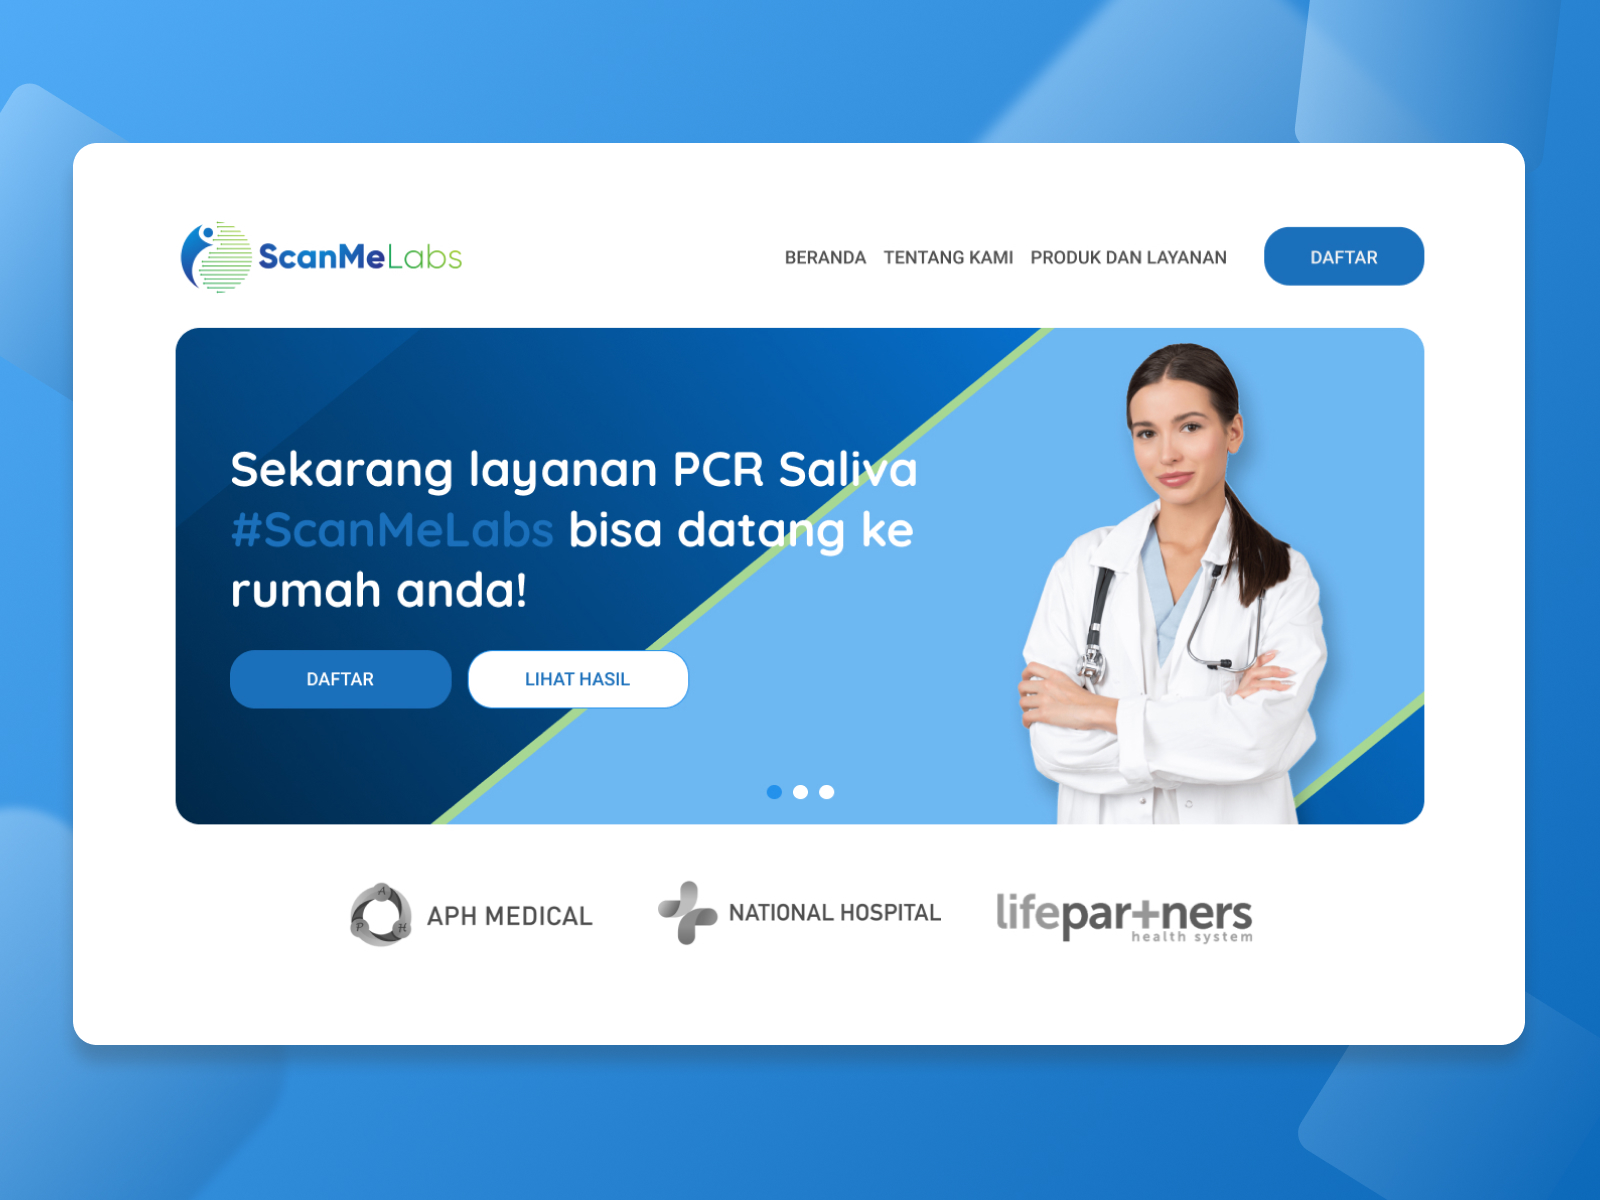 ScanMeLabs
BERANDA TENTANG KAMI PRODUK DAN LAYANAN DAFTAR
Sekarang layanan PCR Saliva
#ScanMeLabs bisa datang ke
rumah anda!
DAFTAR LIHAT HASIL
A
P H
APH MEDICAL
NATIONAL HOSPITAL
lifepartners
health system